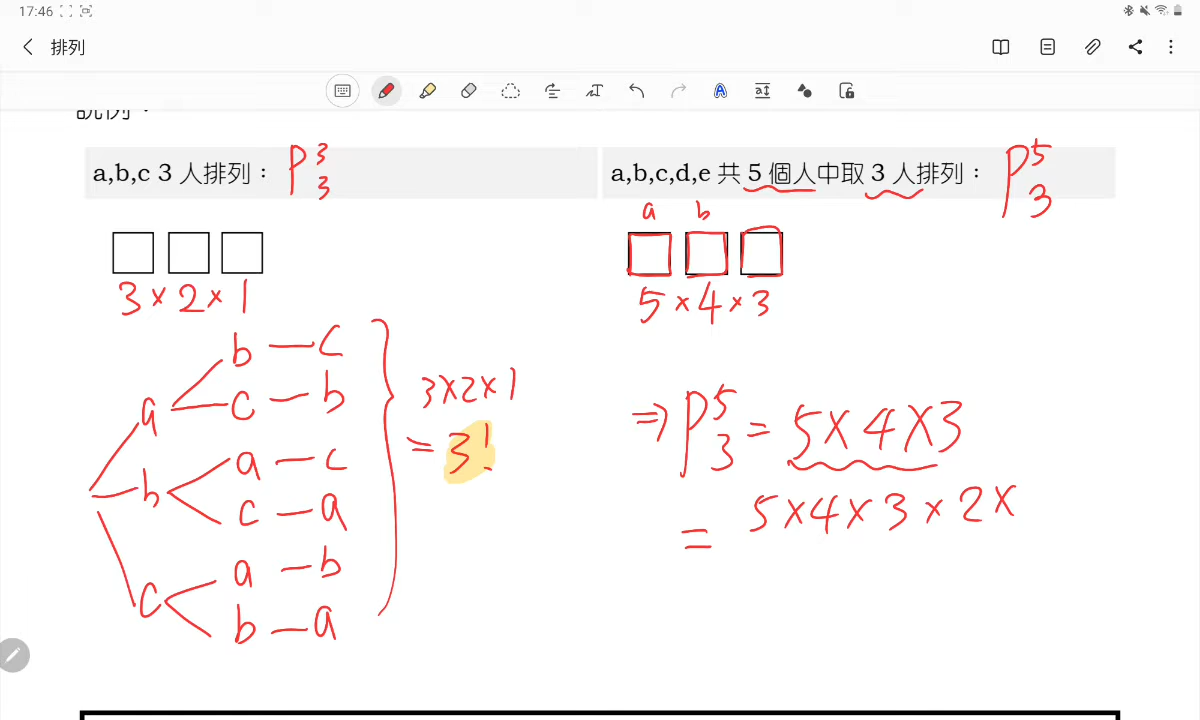 17:46
排列
說例：
a,b,c 3 人排列： P 3 3
3 × 2 × 1
a b — c
c — b
b a — c
c — a
c a — b
b — a
3×2×1
= 3!
a,b,c,d,e 共 5 個人中取 3 人排列： P 5 3
a b
5 × 4 × 3
⇒ P 5 3 = 5×4×3
= 5×4×3×2×